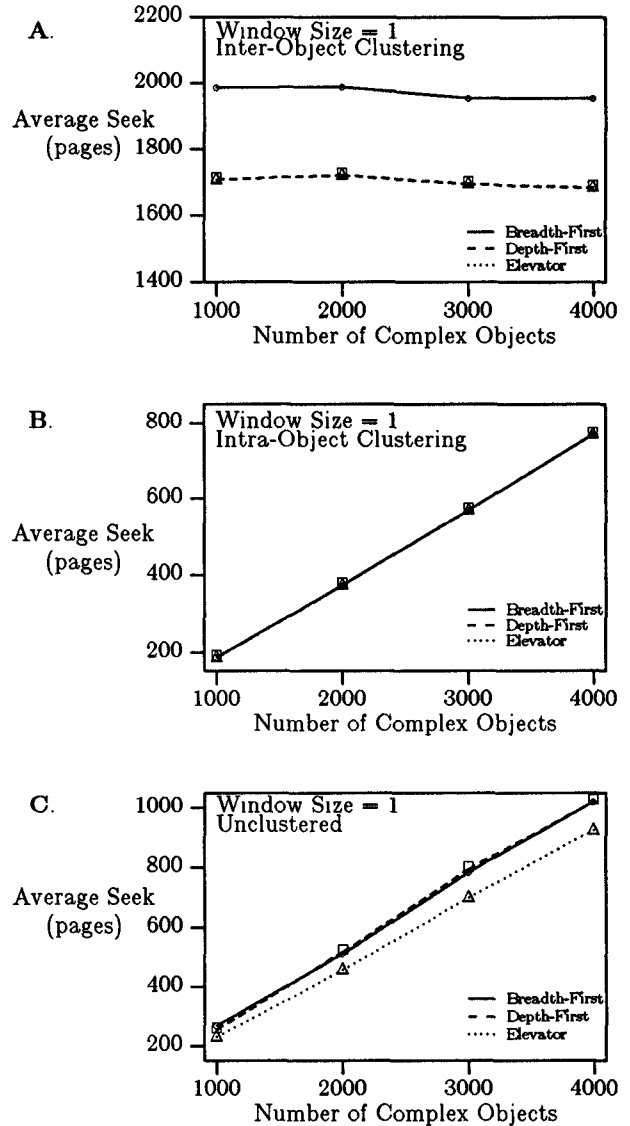 A.
Window Size = 1
Inter-Object Clustering
Average Seek
(pages)
2200
2000
1800
1600
1400
Breadth-First
Depth-First
Elevator
1000 2000 3000 4000
Number of Complex Objects
B.
Window Size = 1
Intra-Object Clustering
Average Seek
(pages)
800
600
400
200
Breadth-First
Depth-First
Elevator
1000 2000 3000 4000
Number of Complex Objects
C.
Window Size = 1
Unclustered
Average Seek
(pages)
1000
800
600
400
200
Breadth-First
Depth-First
Elevator
1000 2000 3000 4000
Number of Complex Objects